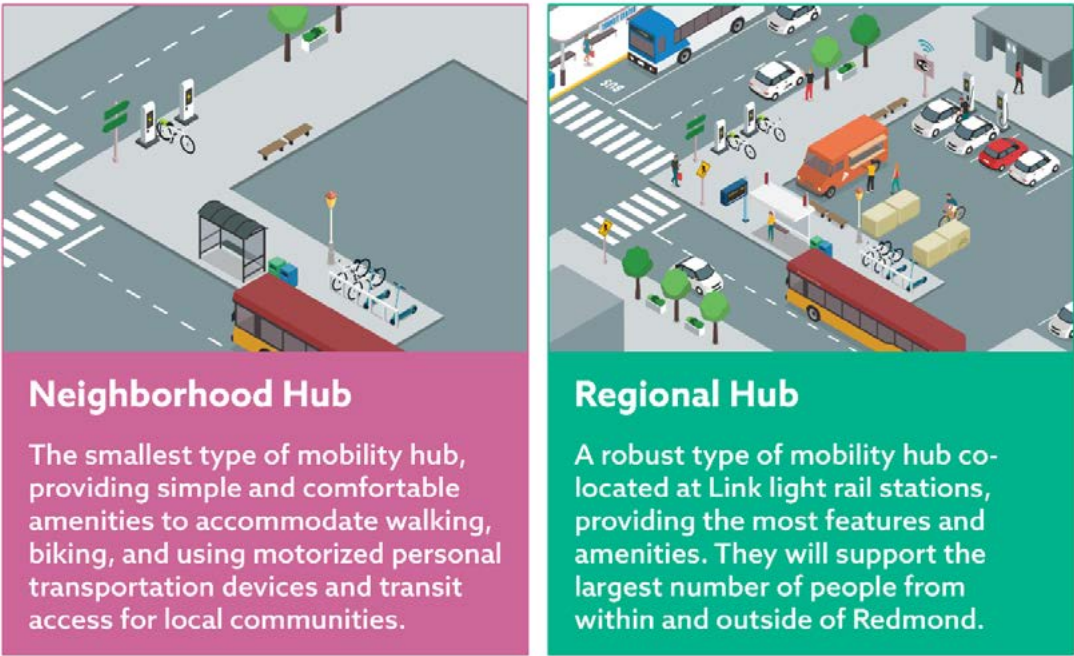 Neighborhood Hub
The smallest type of mobility hub,
providing simple and comfortable
amenities to accommodate walking,
biking, and using motorized personal
transportation devices and transit
access for local communities.
TRANSIT CENTER
BUS
Regional Hub
A robust type of mobility hub co-
located at Link light rail stations,
providing the most features and
amenities. They will support the
largest number of people from
within and outside of Redmond.